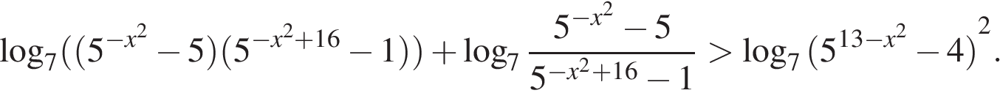 log₇((5^{−x²} − 5)(5^{−x²+16} − 1)) + log₇ \frac{5^{−x²} − 5}{5^{−x²+16} − 1} > log₇ (5^{13−x²} − 4)².